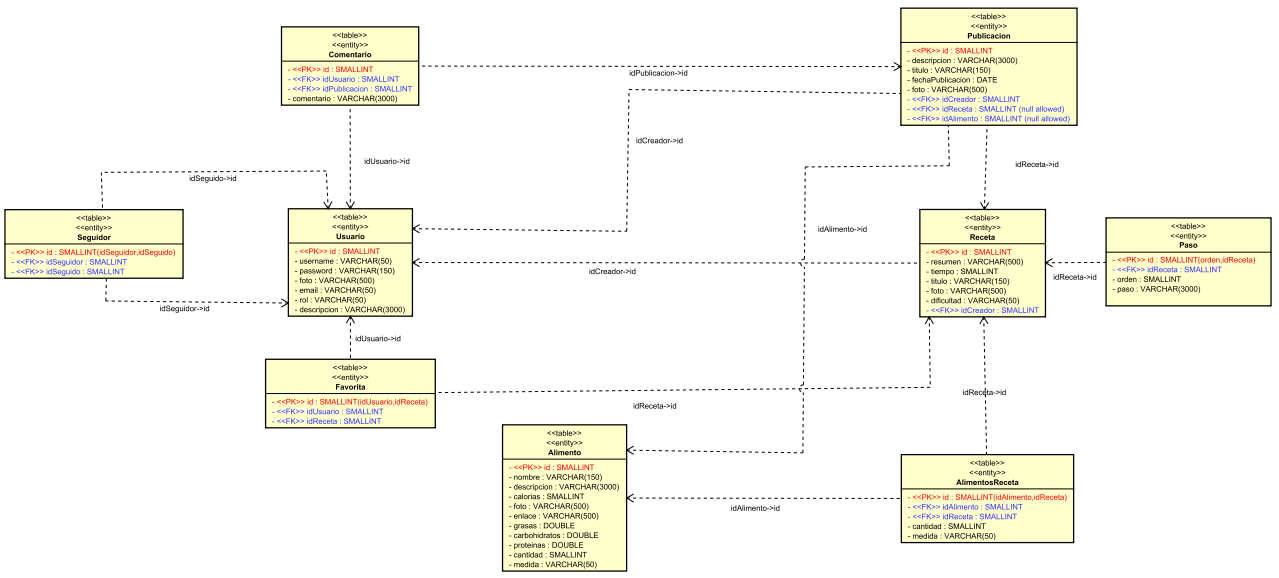 <<table>>
<<entity>>
Comentario
- <<PK>> id : SMALLINT
- <<FK>> idUsuario : SMALLINT
- <<FK>> idPublicacion : SMALLINT
- comentario : VARCHAR(3000)
<<table>>
<<entity>>
Publicacion
- <<PK>> id : SMALLINT
- descripcion : VARCHAR(3000)
- titulo : VARCHAR(150)
- fechaPublicacion : DATE
- foto : VARCHAR(500)
- <<FK>> idCreador : SMALLINT
- <<FK>> idReceta : SMALLINT (null allowed)
- <<FK>> idAlimento : SMALLINT (null allowed)
idPublicacion->id
idCreador->id
idUsuario->id
idReceta->id
idSeguido->id
<<table>>
<<entity>>
Seguidor
- <<PK>> id : SMALLINT(idSeguidor,idSeguido)
- <<FK>> idSeguidor : SMALLINT
- <<FK>> idSeguido : SMALLINT
<<table>>
<<entity>>
Usuario
- <<PK>> id : SMALLINT
- username : VARCHAR(50)
- password : VARCHAR(150)
- foto : VARCHAR(500)
- email : VARCHAR(50)
- rol : VARCHAR(50)
- descripcion : VARCHAR(3000)
idAlimento->id
<<table>>
<<entity>>
Receta
- <<PK>> id : SMALLINT
- resumen : VARCHAR(500)
- tiempo : SMALLINT
- titulo : VARCHAR(150)
- foto : VARCHAR(500)
- dificultad : VARCHAR(50)
- <<FK>> idCreador : SMALLINT
<<table>>
<<entity>>
Paso
- <<PK>> id : SMALLINT(orden,idReceta)
- <<FK>> idReceta : SMALLINT
- orden : SMALLINT
- paso : VARCHAR(3000)
idCreador->id
idReceta->id
idSeguidor->id
idUsuario->id
<<table>>
<<entity>>
Favorita
- <<PK>> id : SMALLINT(idUsuario,idReceta)
- <<FK>> idUsuario : SMALLINT
- <<FK>> idReceta : SMALLINT
idReceta->id
idReceta->id
<<table>>
<<entity>>
Alimento
- <<PK>> id : SMALLINT
- nombre : VARCHAR(150)
- descripcion : VARCHAR(3000)
- calorias : SMALLINT
- foto : VARCHAR(500)
- enlace : VARCHAR(500)
- grasas : DOUBLE
- carbohidratos : DOUBLE
- proteinas : DOUBLE
- cantidad : SMALLINT
- medida : VARCHAR(50)
<<table>>
<<entity>>
AlimentosReceta
- <<PK>> id : SMALLINT(idAlimento,idReceta)
- <<FK>> idAlimento : SMALLINT
- <<FK>> idReceta : SMALLINT
- cantidad : SMALLINT
- medida : VARCHAR(50)
idAlimento->id